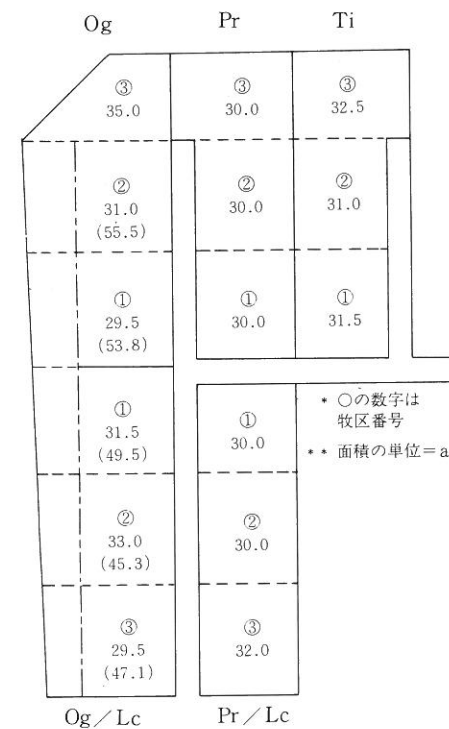 Og Pr Ti
③ ③ ③
35.0 30.0 32.5
② ② ②
31.0 30.0 31.0
(55.5)
① ① ①
29.5 30.0 31.5
(53.8)
① ①
31.5 30.0
(49.5)
* ○の数字は
牧区番号
** 面積の単位=a
② ②
33.0 30.0
(45.3)
③ ③
29.5 32.0
(47.1)
Og/Lc Pr/Lc